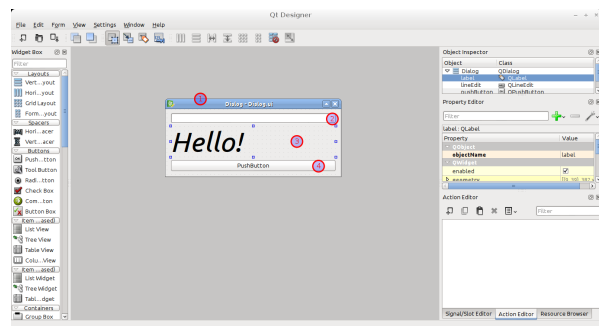 Qt Designer
File Edit Form View Settings Window Help
Widget Box
Filter
Layouts
Vert...yout
Hori...yout
Grid Layout
Form...yout
Spacers
Hori...acer
Vert...acer
Buttons
Push...tton
Tool Button
Radi...tton
Check Box
Com...ton
Button Box
Item ... ased)
List View
Tree View
Table View
Colu...View
Item ... ased)
List Widget
Tree Widget
Tabl...dget
Containers
Group Box
1
Dialog - Dialog.ui
2
Hello!
3
PushButton
4
Object Inspector
Object Class
Dialog QDialog
label QLabel
lineEdit QLineEdit
pushButton QPushButton
Property Editor
Filter
label : QLabel
Property Value
QObject
objectName label
QWidget
enabled
geometry
Action Editor
Filter
Signal/Slot Editor Action Editor Resource Browser